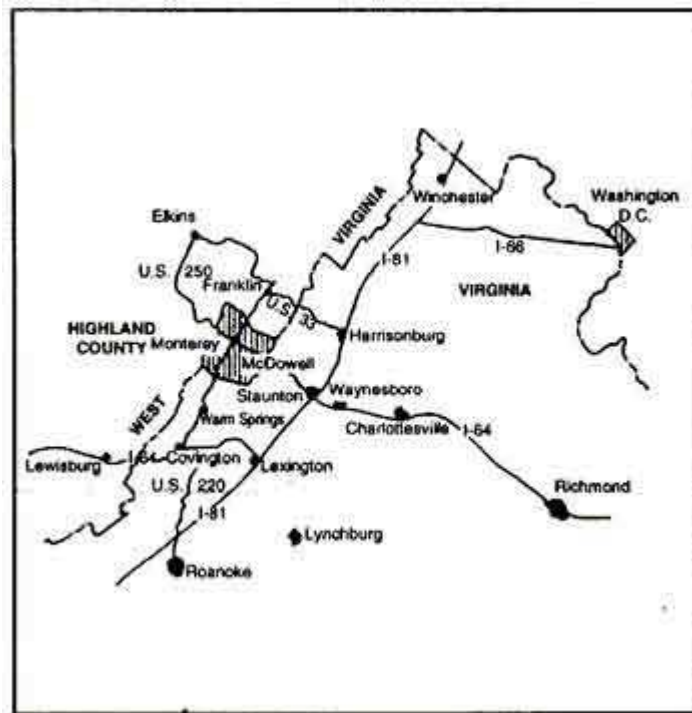 Winchester
Washington
D.C.
Elkins
VIRGINIA
I-66
I-81
U.S. 250
Franklin
VIRGINIA
U.S. 33
HIGHLAND
COUNTY
Monterey
Harrisonburg
McDowell
Staunton
Waynesboro
WEST
Warm Springs
Charlottesville
I-64
Lewisburg
I-64
Covington
Lexington
U.S. 220
Richmond
I-81
Lynchburg
Roanoke